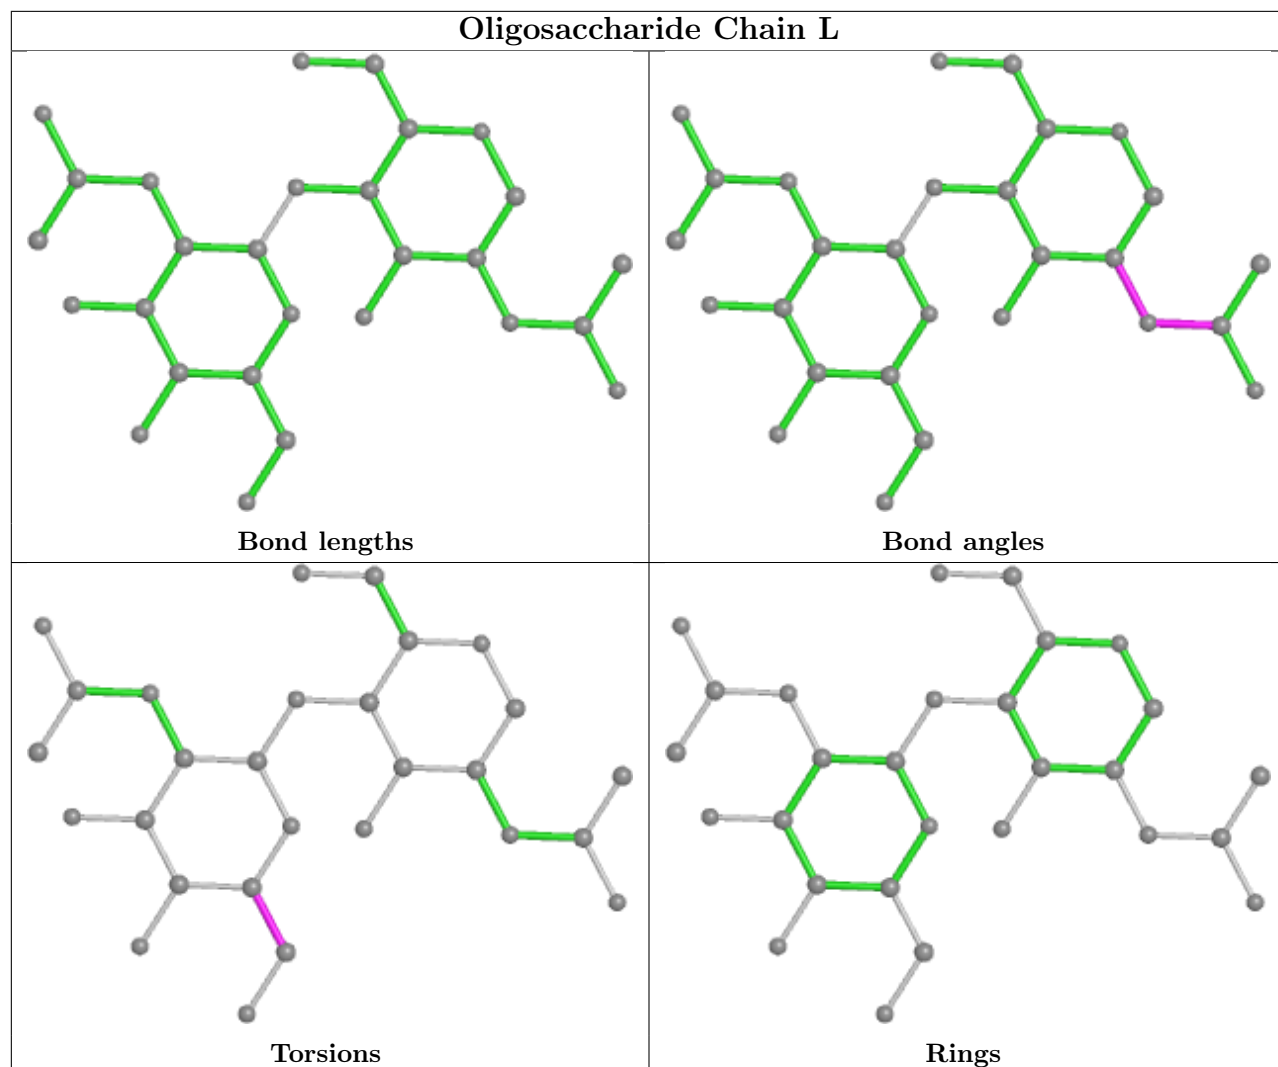 Oligosaccharide Chain L
Bond lengths
Bond angles
Torsions
Rings